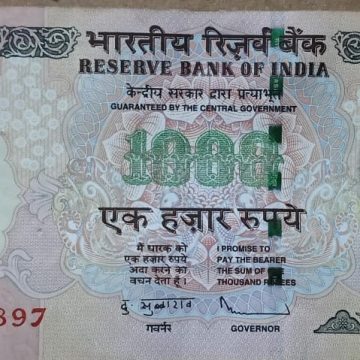 भारतीय रिज़र्व बैंक
RESERVE BANK OF INDIA
केन्द्रीय सरकार द्वारा प्रत्याभूत
GUARANTEED BY THE CENTRAL GOVERNMENT
1000
एक हज़ार रुपये
मैं धारक को
एक हज़ार रुपये
अदा करने का
वचन देता हूँ।
I PROMISE TO
PAY THE BEARER
THE SUM OF
THOUSAND RUPEES
गवर्नर
GOVERNOR
897